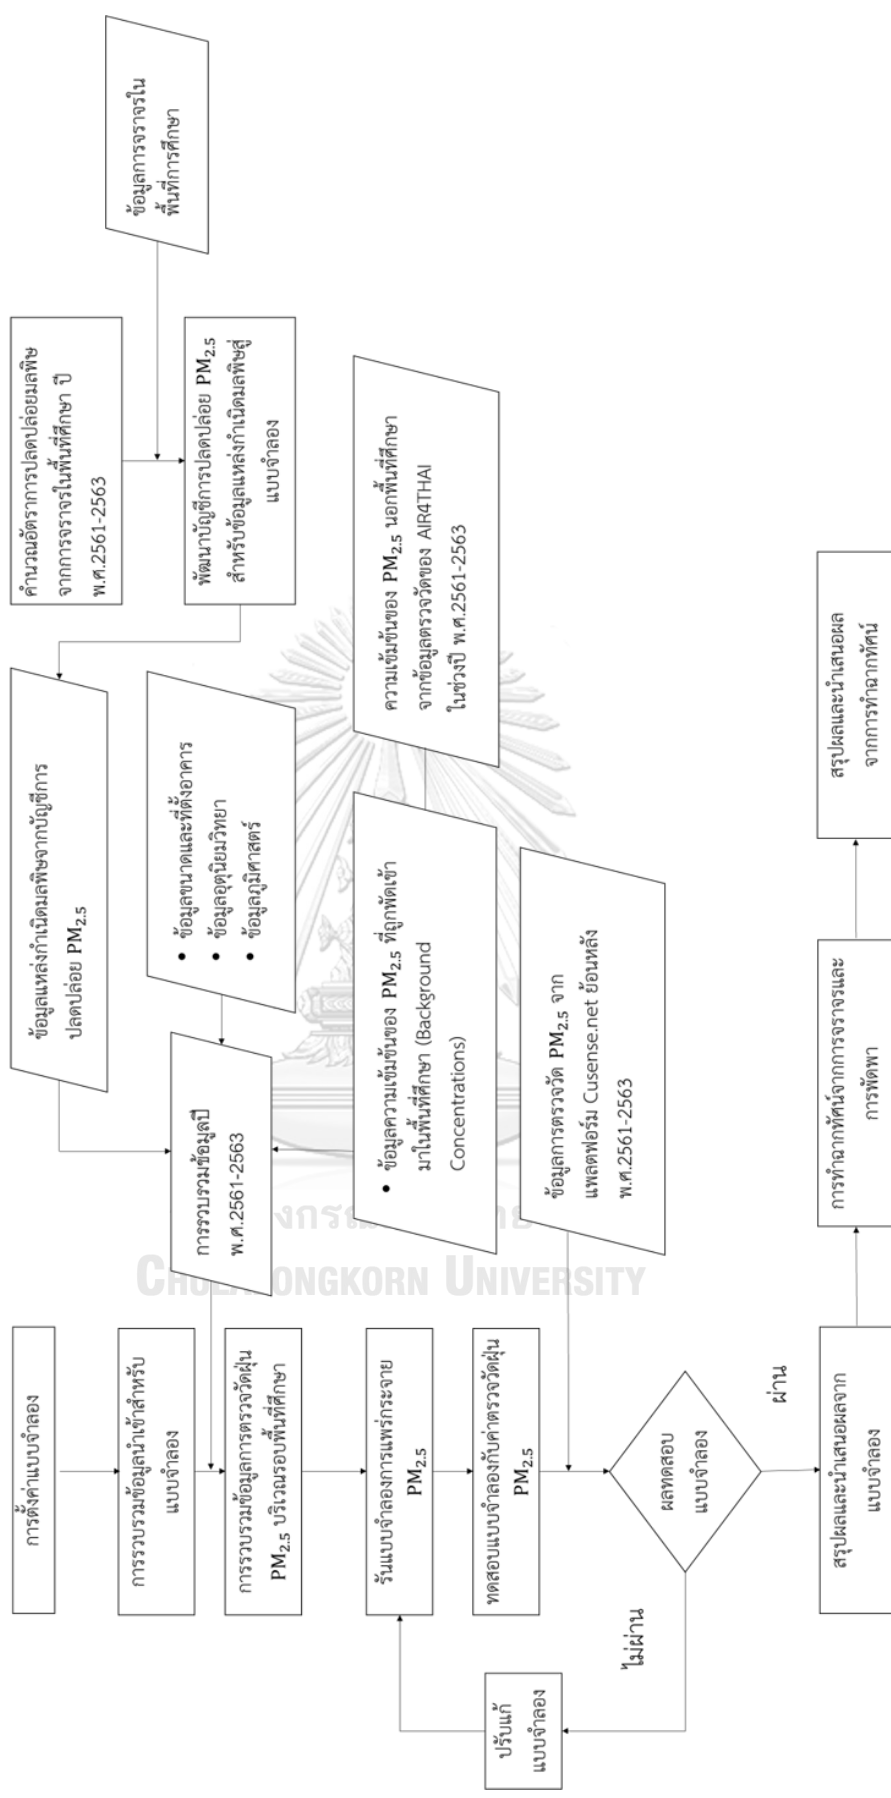 การตั้งค่าแบบจำลอง
การรวบรวมข้อมูลนำเข้าสำหรับ
แบบจำลอง
การรวบรวมข้อมูลการตรวจวัดฝุ่น
PM2.5 บริเวณรอบพื้นที่ศึกษา
รันแบบจำลองการแพร่กระจาย
PM2.5
ทดสอบแบบจำลองกับค่าตรวจวัดฝุ่น
PM2.5
ผลทดสอบ
แบบจำลอง
ไม่ผ่าน
ปรับแก้
แบบจำลอง
ผ่าน
สรุปผลและนำเสนอผลจาก
แบบจำลอง
การทำฉากทัศน์จากการจราจรและ
การพัดพา
สรุปผลและนำเสนอผล
จากการทำฉากทัศน์
การรวบรวมข้อมูลปี
พ.ศ.2561-2563
ข้อมูลแหล่งกำเนิดมลพิษจากบัญชีการ
ปลดปล่อย PM2.5
• ข้อมูลขนาดและที่ตั้งอาคาร
• ข้อมูลอุตุนิยมวิทยา
• ข้อมูลภูมิศาสตร์
• ข้อมูลความเข้มข้นของ PM2.5 ที่ถูกพัดเข้า
มาในพื้นที่ศึกษา (Background
Concentrations)
ข้อมูลการตรวจวัด PM2.5 จาก
แพลตฟอร์ม Cusense.net ย้อนหลัง
พ.ศ.2561-2563
คำนวณอัตราการปลดปล่อยมลพิษ
จากการจราจรในพื้นที่ศึกษา ปี
พ.ศ.2561-2563
พัฒนาบัญชีการปลดปล่อย PM2.5
สำหรับข้อมูลแหล่งกำเนิดมลพิษสู่
แบบจำลอง
ความเข้มข้นของ PM2.5 นอกพื้นที่ศึกษา
จากข้อมูลตรวจวัดของ AIR4THAI
ในช่วงปี พ.ศ.2561-2563
ข้อมูลการจราจรใน
พื้นที่การศึกษา
UNIVERSITY